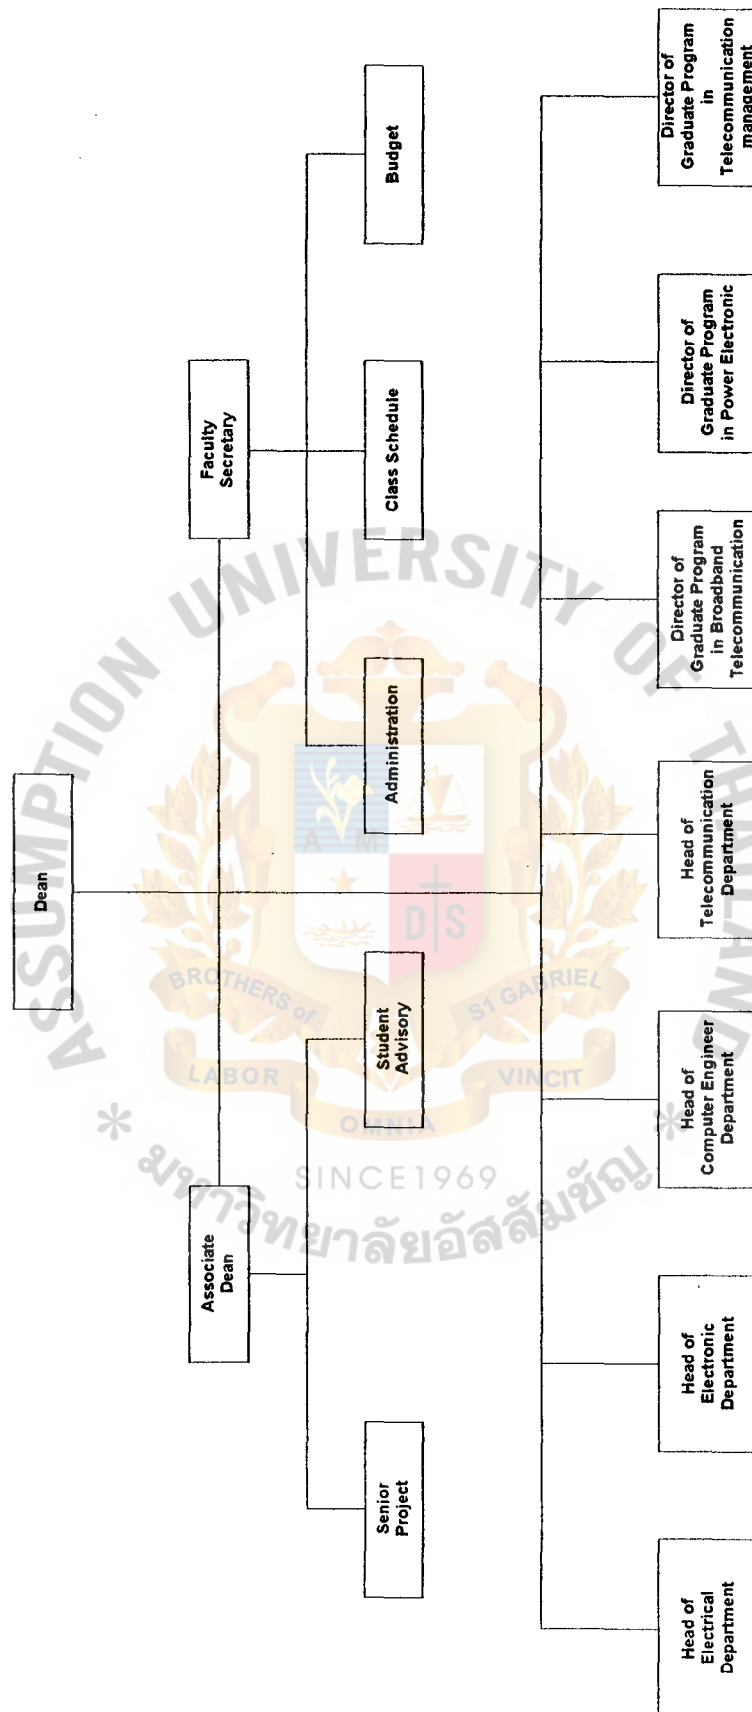 Dean
Associate
Dean
Faculty
Secretary
Senior
Project
Student
Advisory
Administration
Class Schedule
Budget
Head of
Electrical
Department
Head of
Electronic
Department
Head of
Computer Engineer
Department
Head of
Telecommunication
Department
Director of
Graduate Program
in Broadband
Telecommunication
Director of
Graduate Program
in Power Electronic
Director of
Graduate Program
in
Telecommunication
management
ASSUMPTION UNIVERSITY OF THAILAND
A M
D S
BROTHERS of S1 GABRIEL
LABOR VINCIT
OMNIA
SINCE1969
* มหาวิทยาลัยอัสสัมชัญ *